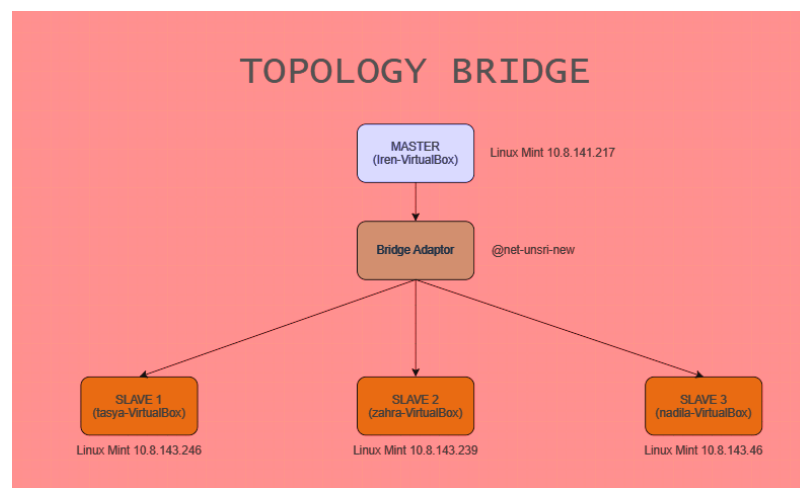 TOPOLOGY BRIDGE
MASTER
(Iren-VirtualBox)
Linux Mint 10.8.141.217
Bridge Adaptor
@net-unsri-new
SLAVE 1
(tasya-VirtualBox)
SLAVE 2
(zahra-VirtualBox)
SLAVE 3
(nadila-VirtualBox)
Linux Mint 10.8.143.246
Linux Mint 10.8.143.239
Linux Mint 10.8.143.46